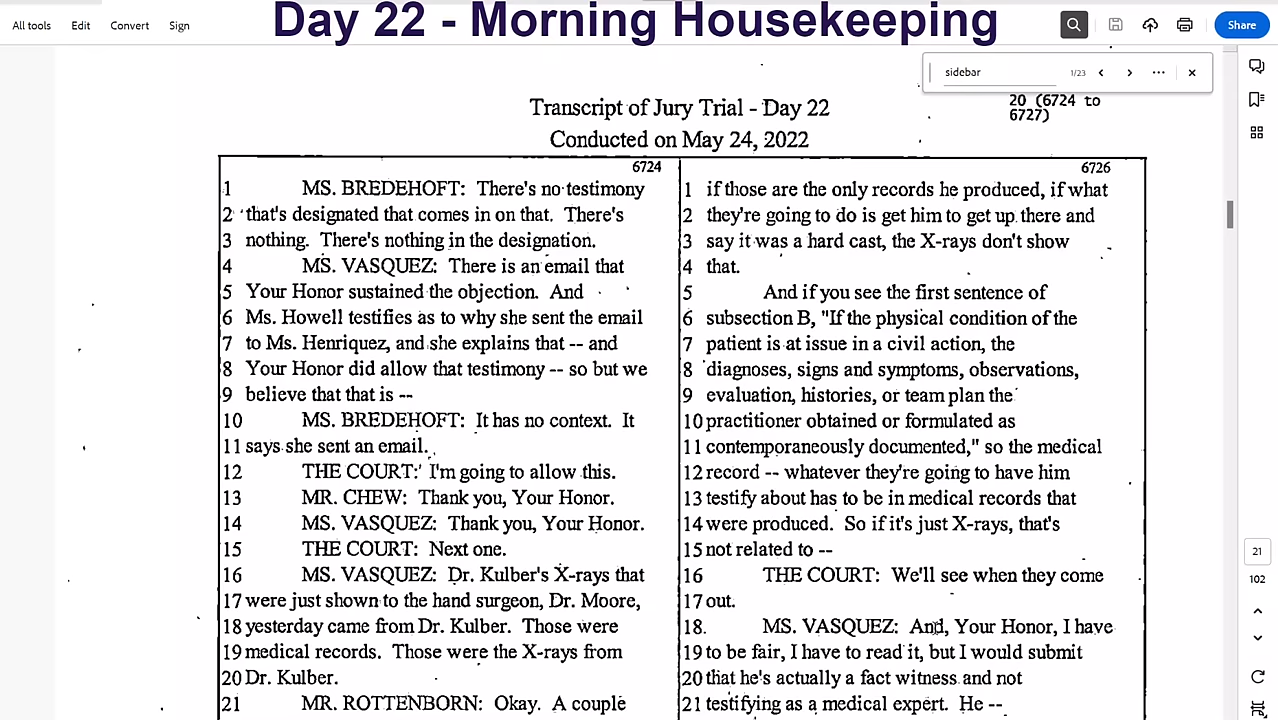 Day 22 - Morning Housekeeping
All tools Edit Convert Sign
Share
sidebar 1/23
Transcript of Jury Trial - Day 22
Conducted on May 24, 2022
20 (6724 to
6727)
6724
1 MS. BREDEHOFT: There's no testimony
2 that's designated that comes in on that. There's
3 nothing. There's nothing in the designation.
4 MS. VASQUEZ: There is an email that
5 Your Honor sustained the objection. And
6 Ms. Howell testifies as to why she sent the email
7 to Ms. Henriquez, and she explains that -- and
8 Your Honor did allow that testimony -- so but we
9 believe that that is --
10 MS. BREDEHOFT: It has no context. It
11 says she sent an email.
12 THE COURT: I'm going to allow this.
13 MR. CHEW: Thank you, Your Honor.
14 MS. VASQUEZ: Thank you, Your Honor.
15 THE COURT: Next one.
16 MS. VASQUEZ: Dr. Kulber's X-rays that
17 were just shown to the hand surgeon, Dr. Moore,
18 yesterday came from Dr. Kulber. Those were
19 medical records. Those were the X-rays from
20 Dr. Kulber.
21 MR. ROTTENBORN: Okay. A couple
6726
1 if those are the only records he produced, if what
2 they're going to do is get him to get up there and
3 say it was a hard cast, the X-rays don't show
4 that.
5 And if you see the first sentence of
6 subsection B, "If the physical condition of the
7 patient is at issue in a civil action, the
8 diagnoses, signs and symptoms, observations,
9 evaluation, histories, or team plan the
10 practitioner obtained or formulated as
11 contemporaneously documented," so the medical
12 record -- whatever they're going to have him
13 testify about has to be in medical records that
14 were produced. So if it's just X-rays, that's
15 not related to --
16 THE COURT: We'll see when they come
17 out.
18. MS. VASQUEZ: And, Your Honor, I have
19 to be fair, I have to read it, but I would submit
20 that he's actually a fact witness and not
21 testifying as a medical expert. He --
21
102